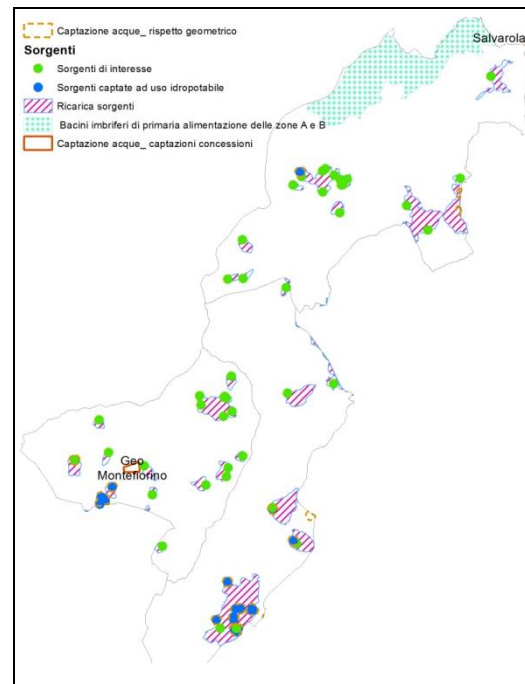 Captazione acque_ rispetto geometrico
Sorgenti
Sorgenti di interesse
Sorgenti captate ad uso idropotabile
Ricarica sorgenti
Bacini imbriferi di primaria alimentazione delle zone A e B
Captazione acque_ captazioni concessioni
Salvarola
Geo
Montefiorino